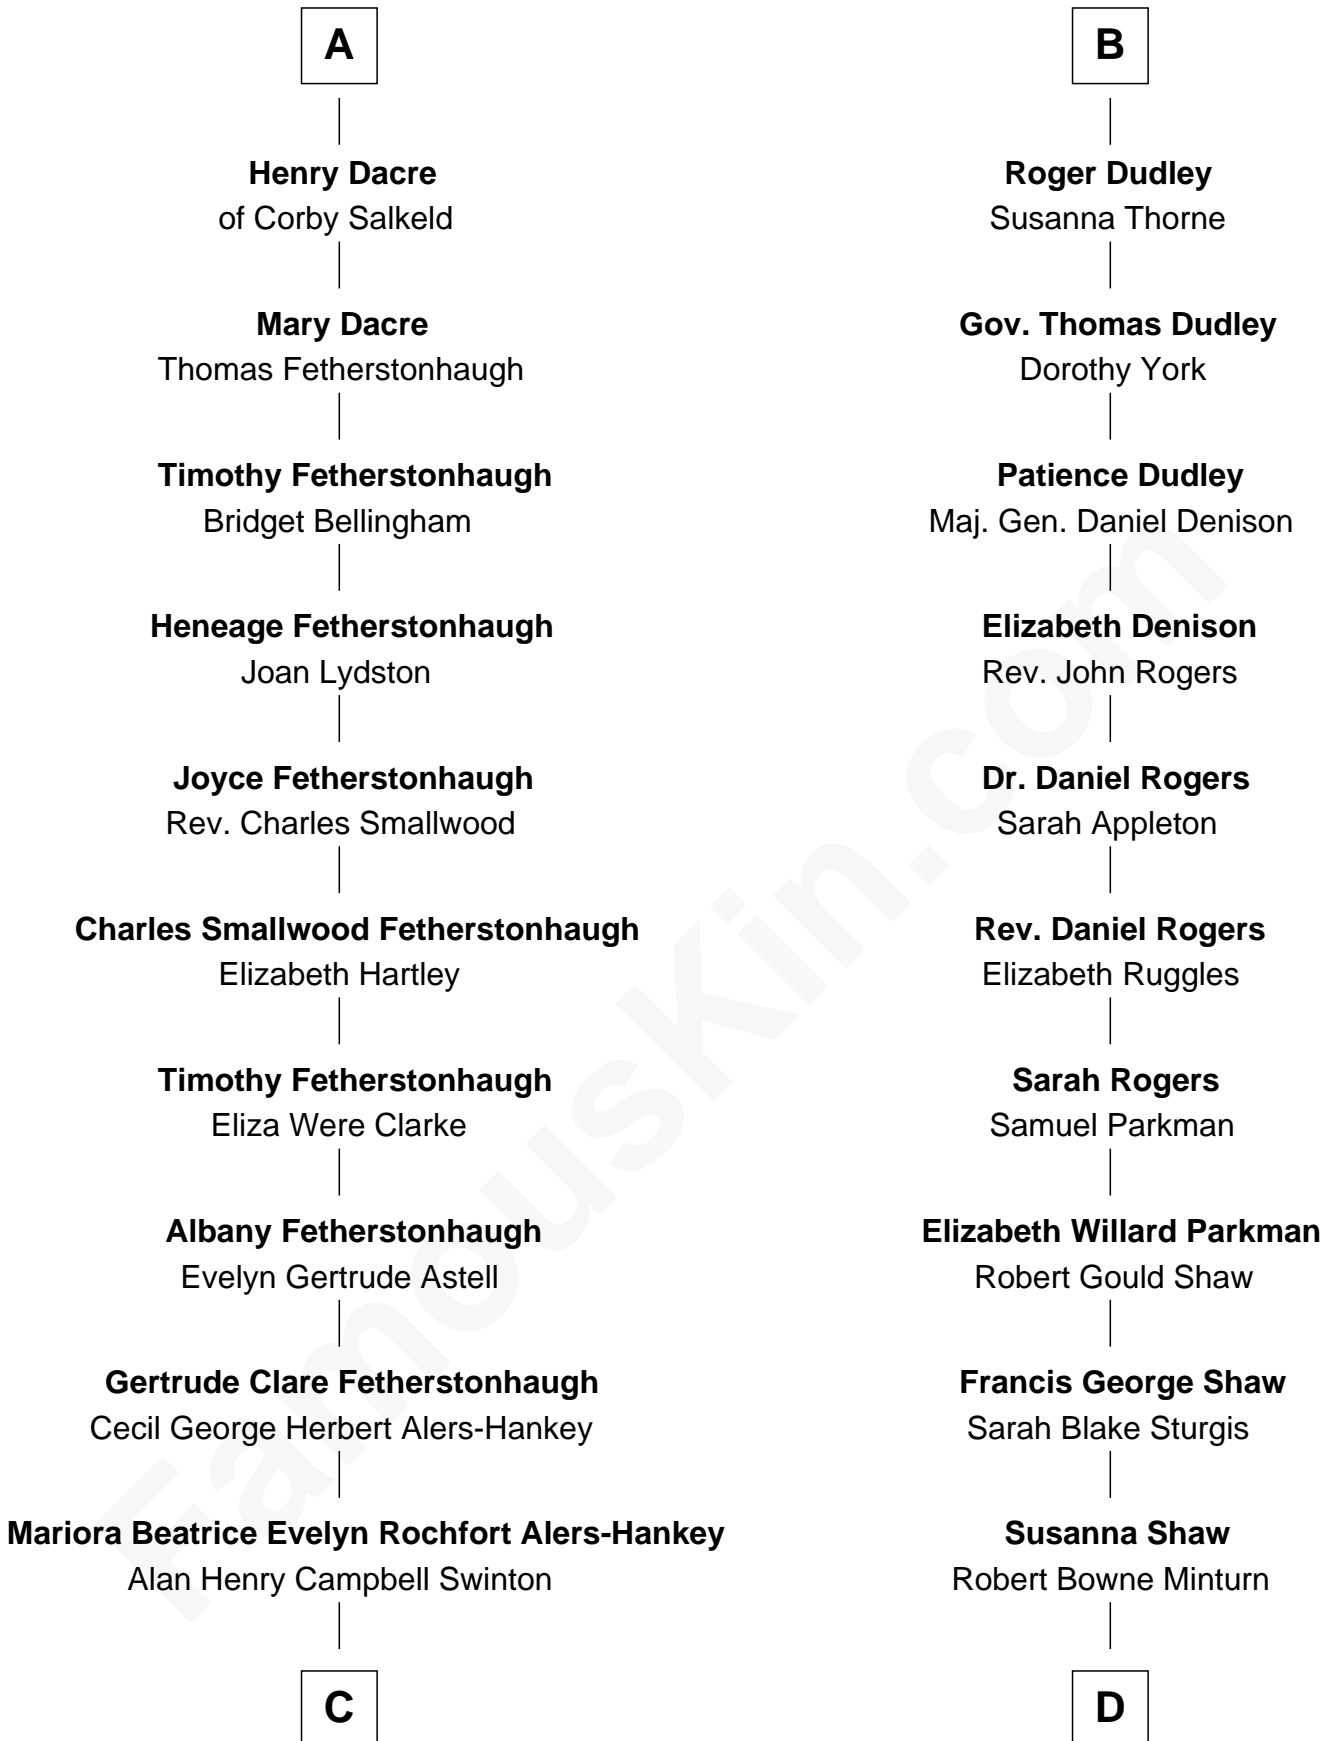 A
Henry Dacre
of Corby Salkeld
Mary Dacre
Thomas Fetherstonhaugh
Timothy Fetherstonhaugh
Bridget Bellingham
Heneage Fetherstonhaugh
Joan Lydston
Joyce Fetherstonhaugh
Rev. Charles Smallwood
Charles Smallwood Fetherstonhaugh
Elizabeth Hartley
Timothy Fetherstonhaugh
Eliza Were Clarke
Albany Fetherstonhaugh
Evelyn Gertrude Astell
Gertrude Clare Fetherstonhaugh
Cecil George Herbert Alers-Hankey
Mariora Beatrice Evelyn Rochfort Alers-Hankey
Alan Henry Campbell Swinton
C
B
Roger Dudley
Susanna Thorne
Gov. Thomas Dudley
Dorothy York
Patience Dudley
Maj. Gen. Daniel Denison
Elizabeth Denison
Rev. John Rogers
Dr. Daniel Rogers
Sarah Appleton
Rev. Daniel Rogers
Elizabeth Ruggles
Sarah Rogers
Samuel Parkman
Elizabeth Willard Parkman
Robert Gould Shaw
Francis George Shaw
Sarah Blake Sturgis
Susanna Shaw
Robert Bowne Minturn
D
FamousKin.com